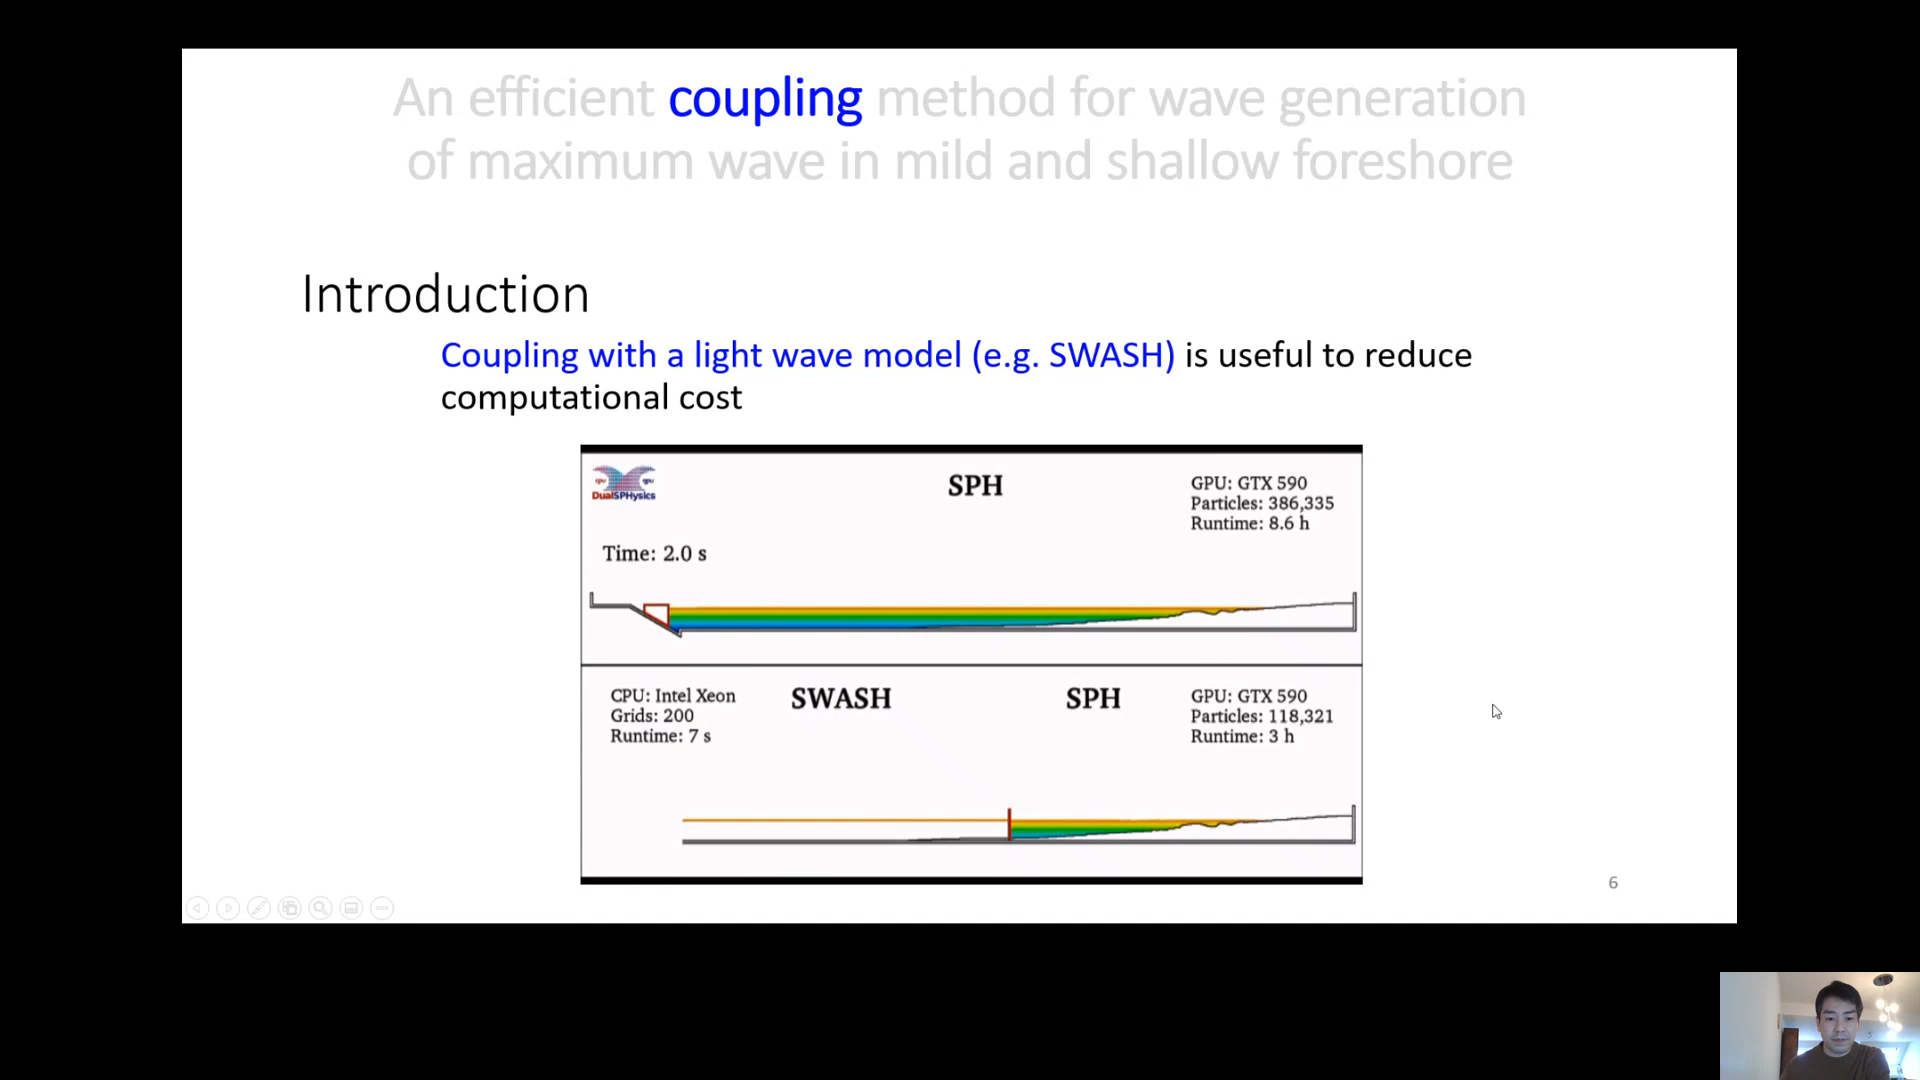 An efficient coupling method for wave generation
of maximum wave in mild and shallow foreshore
Introduction
Coupling with a light wave model (e.g. SWASH) is useful to reduce
computational cost
DualSPHysics
SPH
GPU: GTX 590
Particles: 386,335
Runtime: 8.6 h
Time: 2.0 s
CPU: Intel Xeon
Grids: 200
Runtime: 7 s
SWASH
SPH
GPU: GTX 590
Particles: 118,321
Runtime: 3 h
6